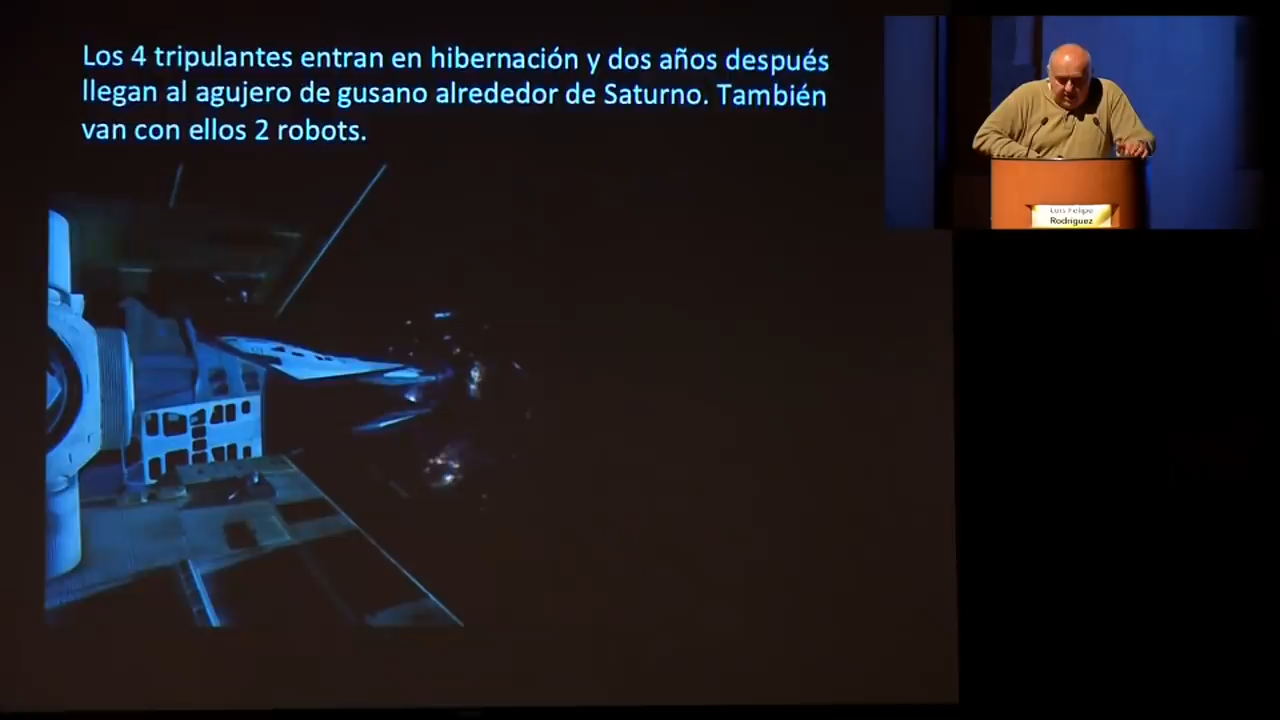 Los 4 tripulantes entran en hibernación y dos años después
llegan al agujero de gusano alrededor de Saturno. También
van con ellos 2 robots.
Luis Felipe
Rodríguez